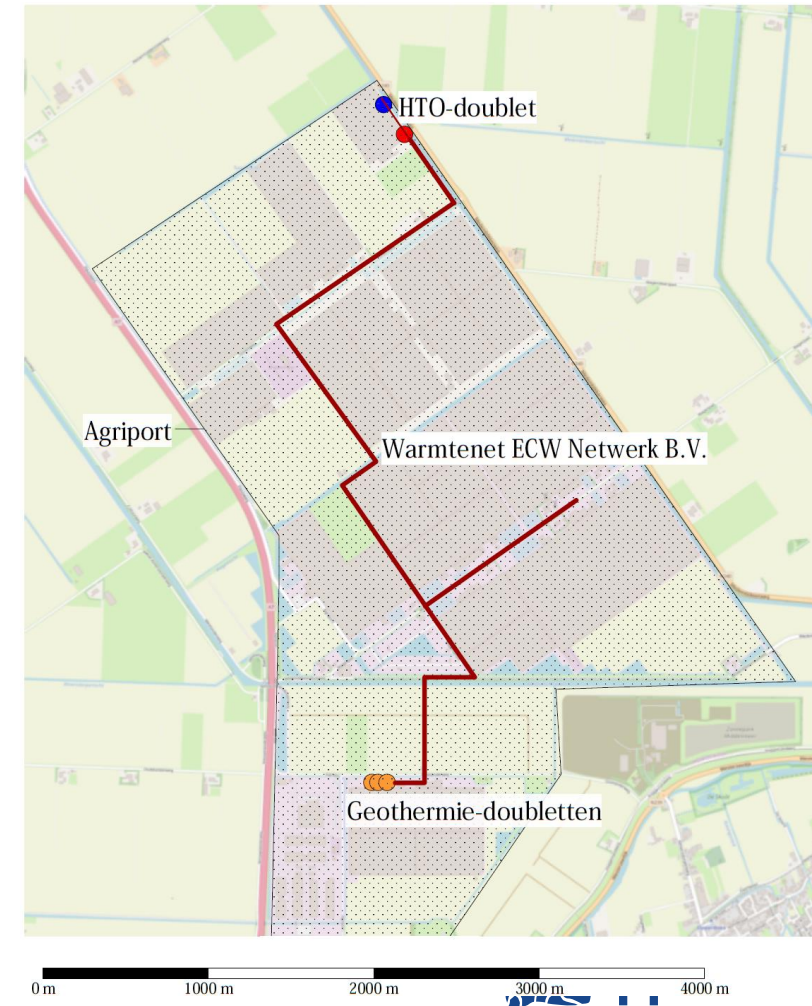 HTO-doublet
Agriport
Warmtenet ECW Netwerk B.V.
Geothermie-doubletten
0 m
1000 m
2000 m
3000 m
4000 m